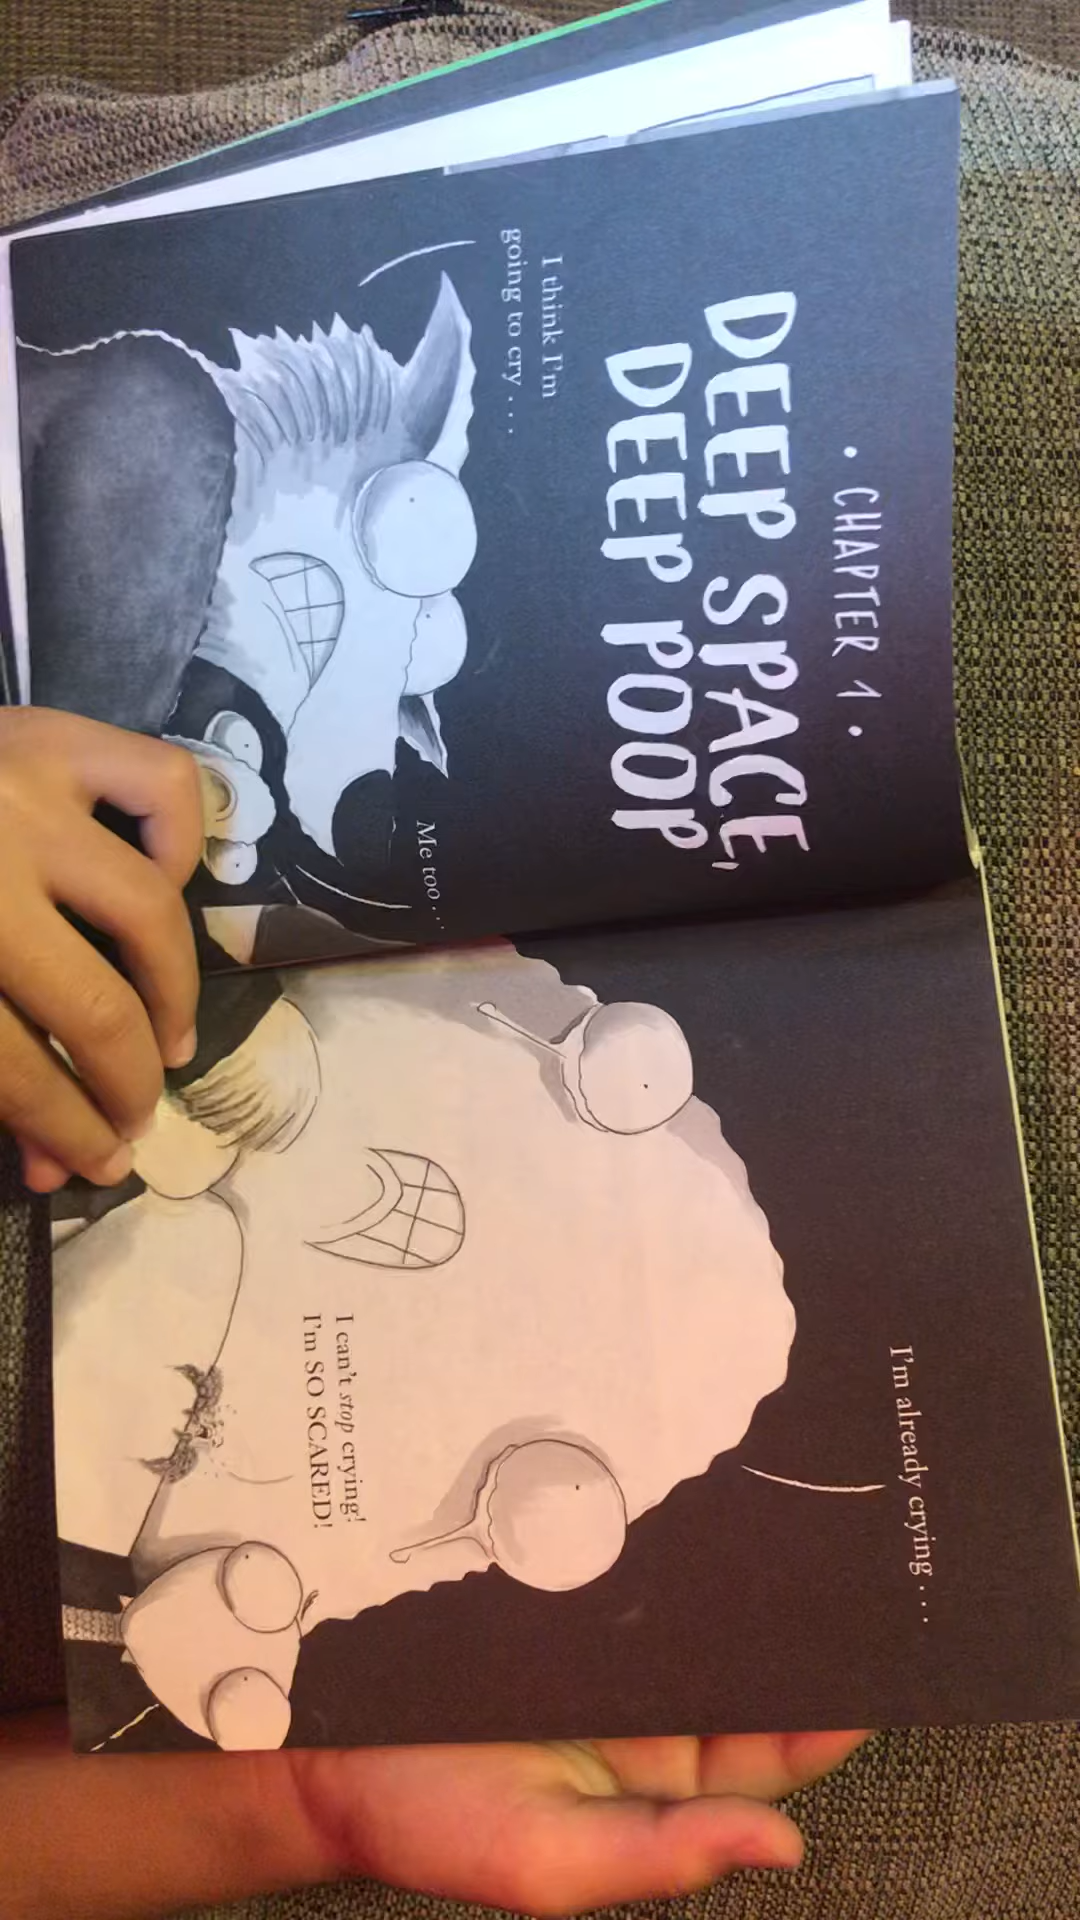 • CHAPTER 1 •
DEEP SPACE,
DEEP POOP
I think I'm
going to cry . . .
Me too . . .
I'm already crying . . .
I can't stop crying!
I'm SO SCARED!